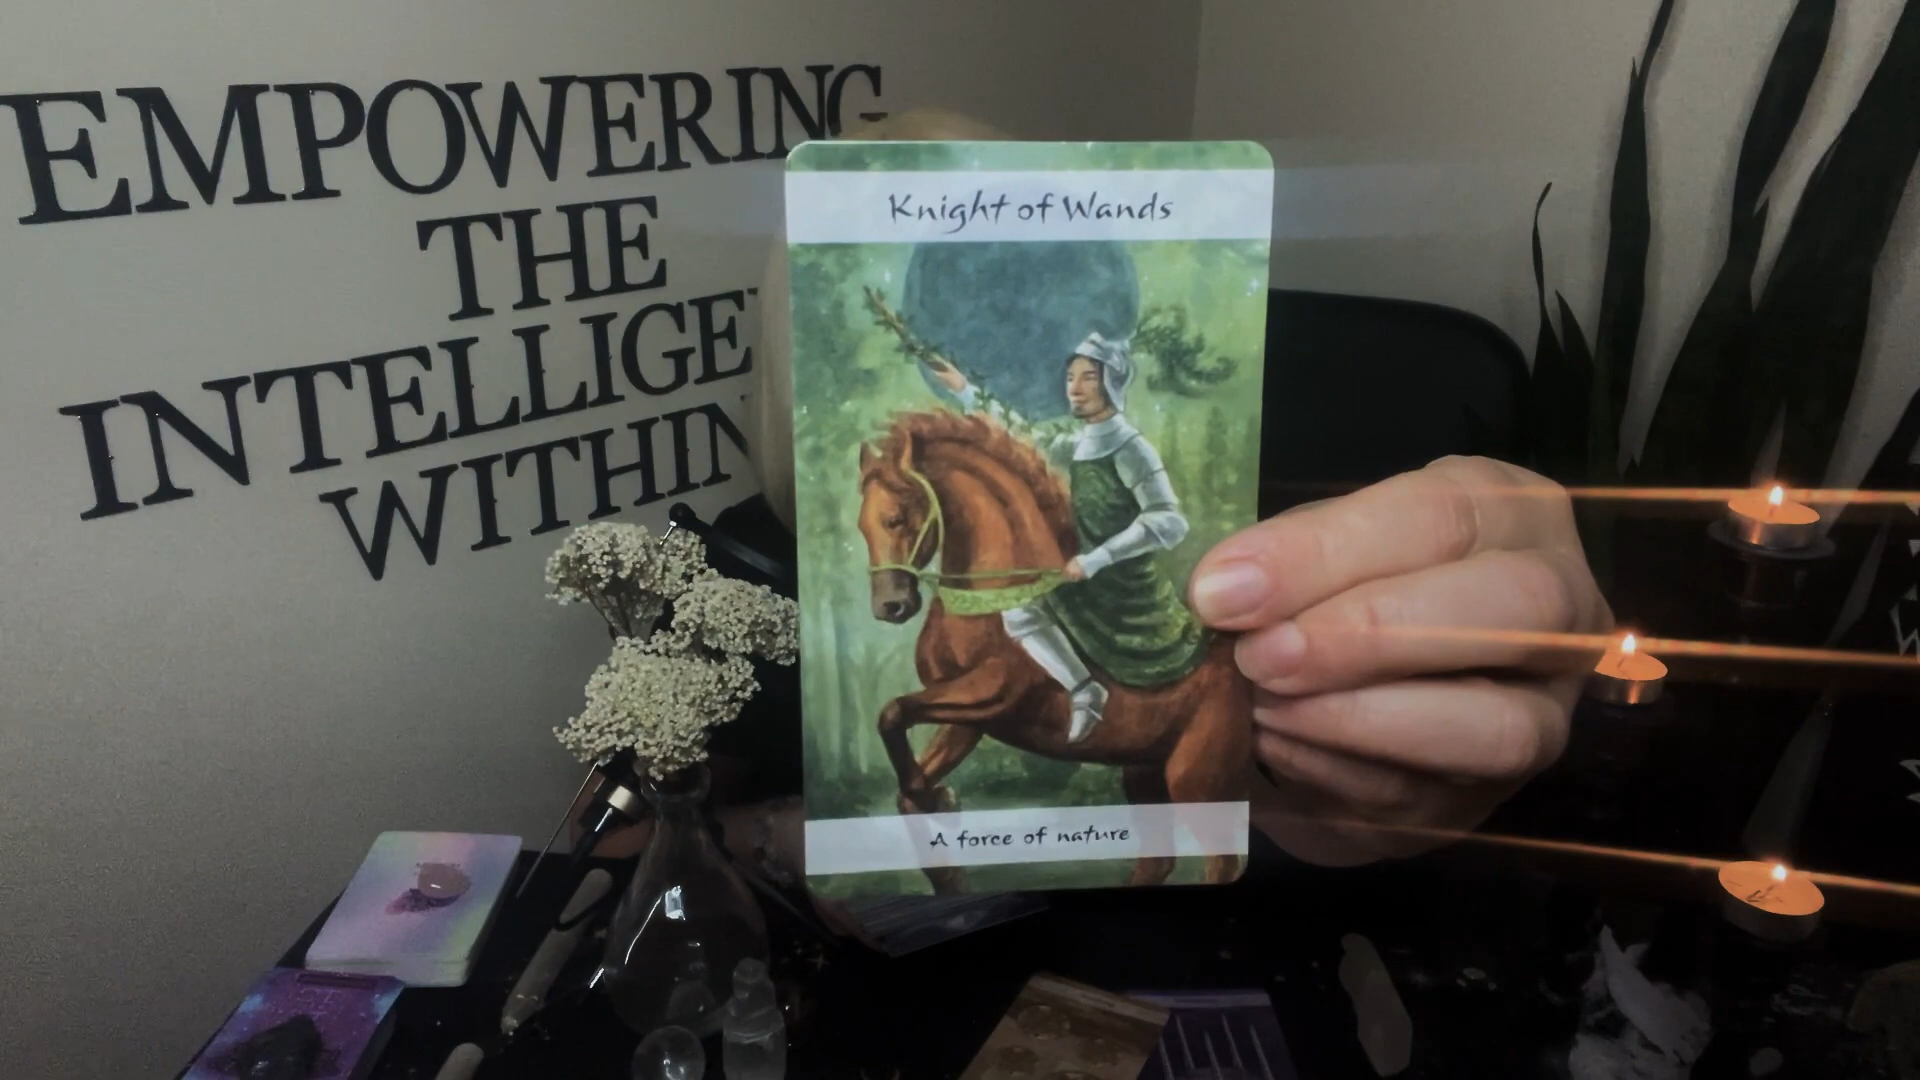 EMPOWERING
THE
INTELLIGE
WITHIN
Knight of Wands
A force of nature